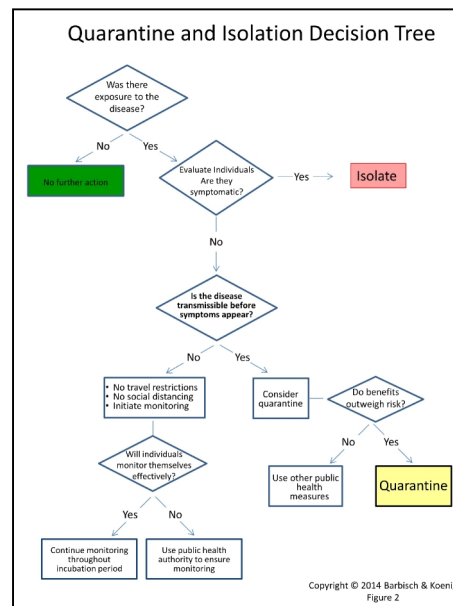 Quarantine and Isolation Decision Tree
Was there
exposure to the
disease?
No
Yes
No further action
Evaluate Individuals
Are they
symptomatic?
Yes
Isolate
No
Is the disease
transmissible before
symptoms appear?
No
Yes
• No travel restrictions
• No social distancing
• Initiate monitoring
Consider
quarantine
Do benefits
outweigh risk?
Will individuals
monitor themselves
effectively?
No
Yes
Use other public
health
measures
Quarantine
Yes
No
Continue monitoring
throughout
incubation period
Use public health
authority to ensure
monitoring
Copyright © 2014 Barbisch & Koeni
Figure 2